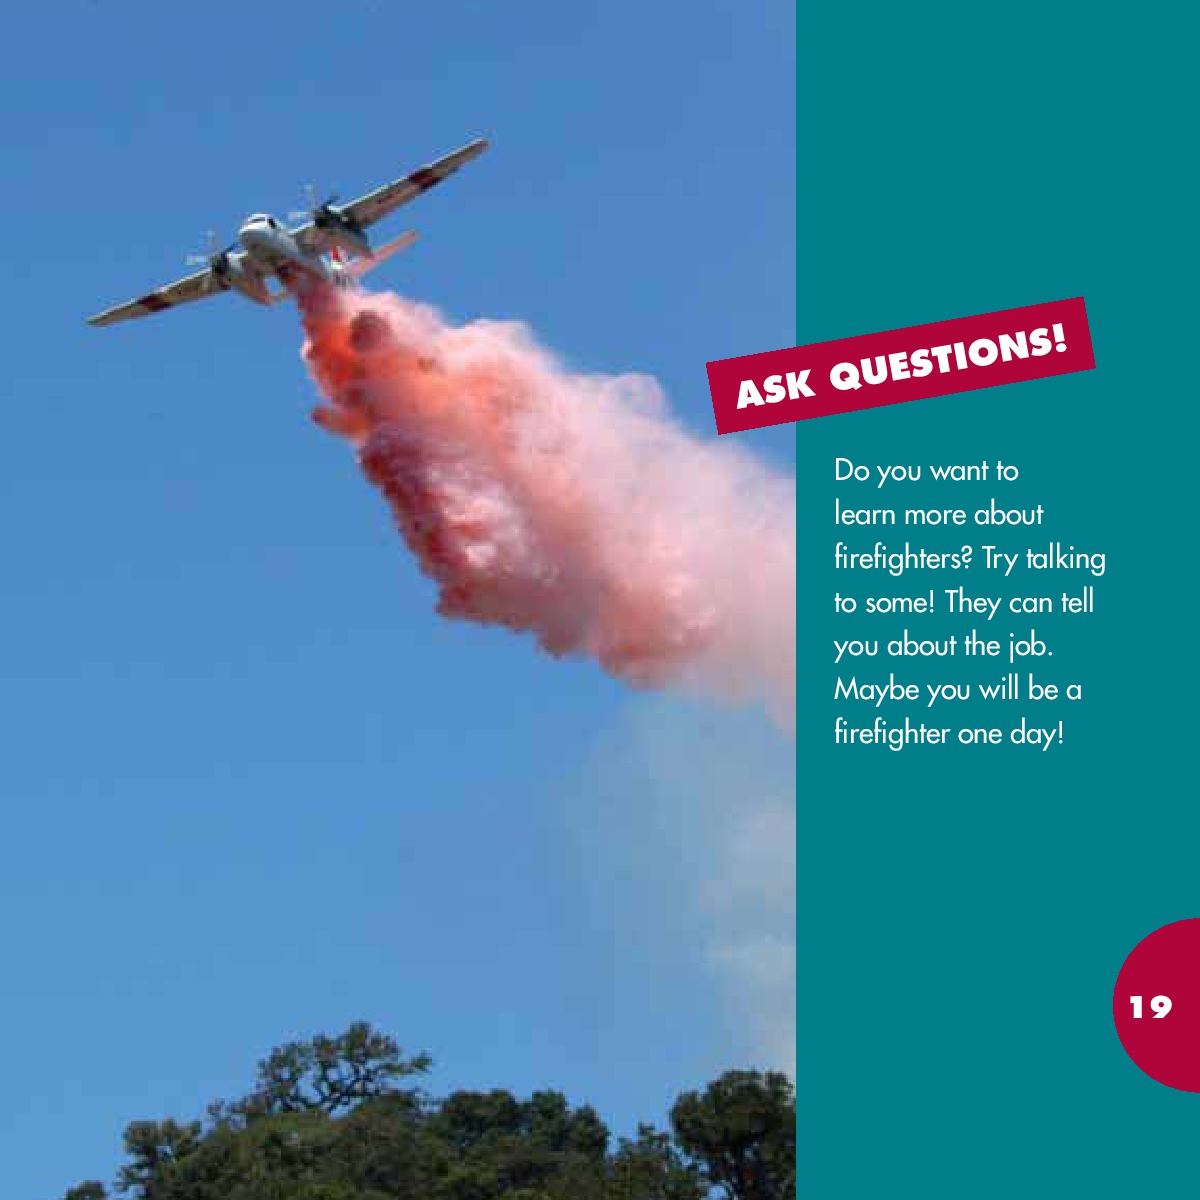 ASK QUESTIONS!
Do you want to
learn more about
firefighters? Try talking
to some! They can tell
you about the job.
Maybe you will be a
firefighter one day!
19